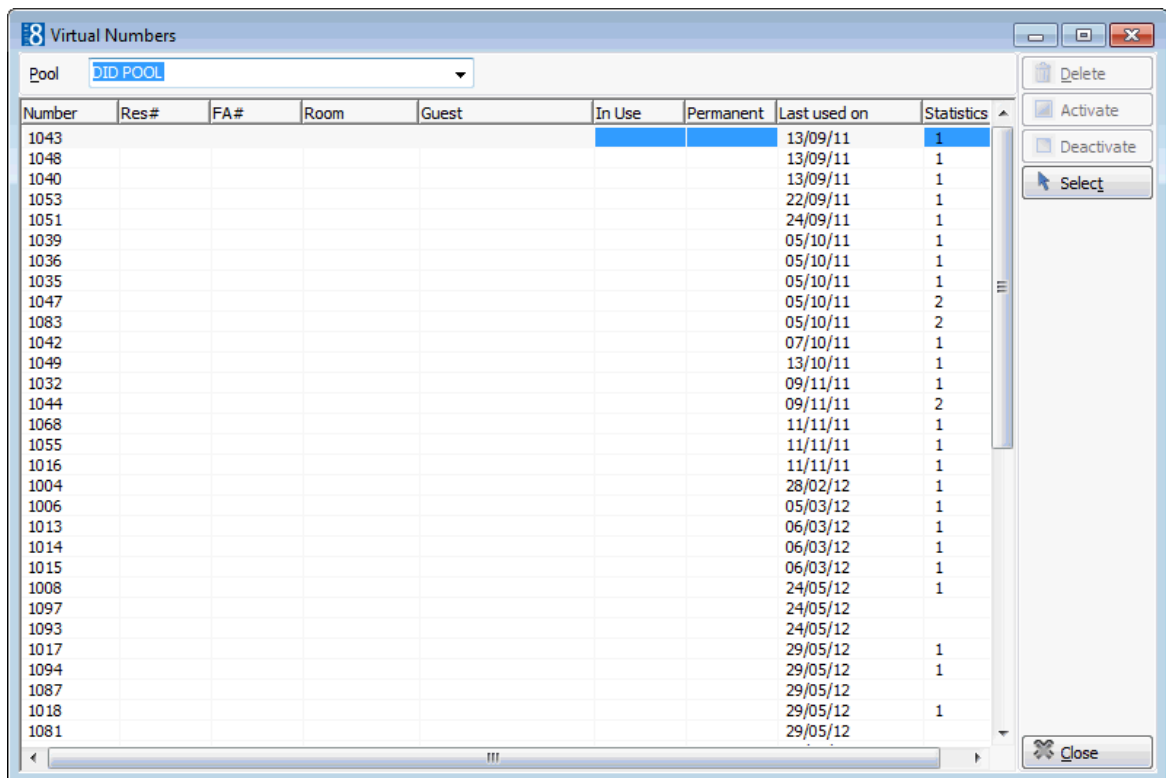 8 Virtual Numbers
Pool DID POOL Delete
Number Res# FA# Room Guest In Use Permanent Last used on Statistics Activate
1043 13/09/11 1 Deactivate
1048 13/09/11 1
1040 13/09/11 1 Select
1053 22/09/11 1
1051 24/09/11 1
1039 05/10/11 1
1036 05/10/11 1
1035 05/10/11 1
1047 05/10/11 2
1083 05/10/11 2
1042 07/10/11 1
1049 13/10/11 1
1032 09/11/11 1
1044 09/11/11 2
1068 11/11/11 1
1055 11/11/11 1
1016 11/11/11 1
1004 28/02/12 1
1006 05/03/12 1
1013 06/03/12 1
1014 06/03/12 1
1015 06/03/12 1
1008 24/05/12 1
1097 24/05/12
1093 24/05/12
1017 29/05/12 1
1094 29/05/12 1
1087 29/05/12
1018 29/05/12 1
1081 29/05/12
Close